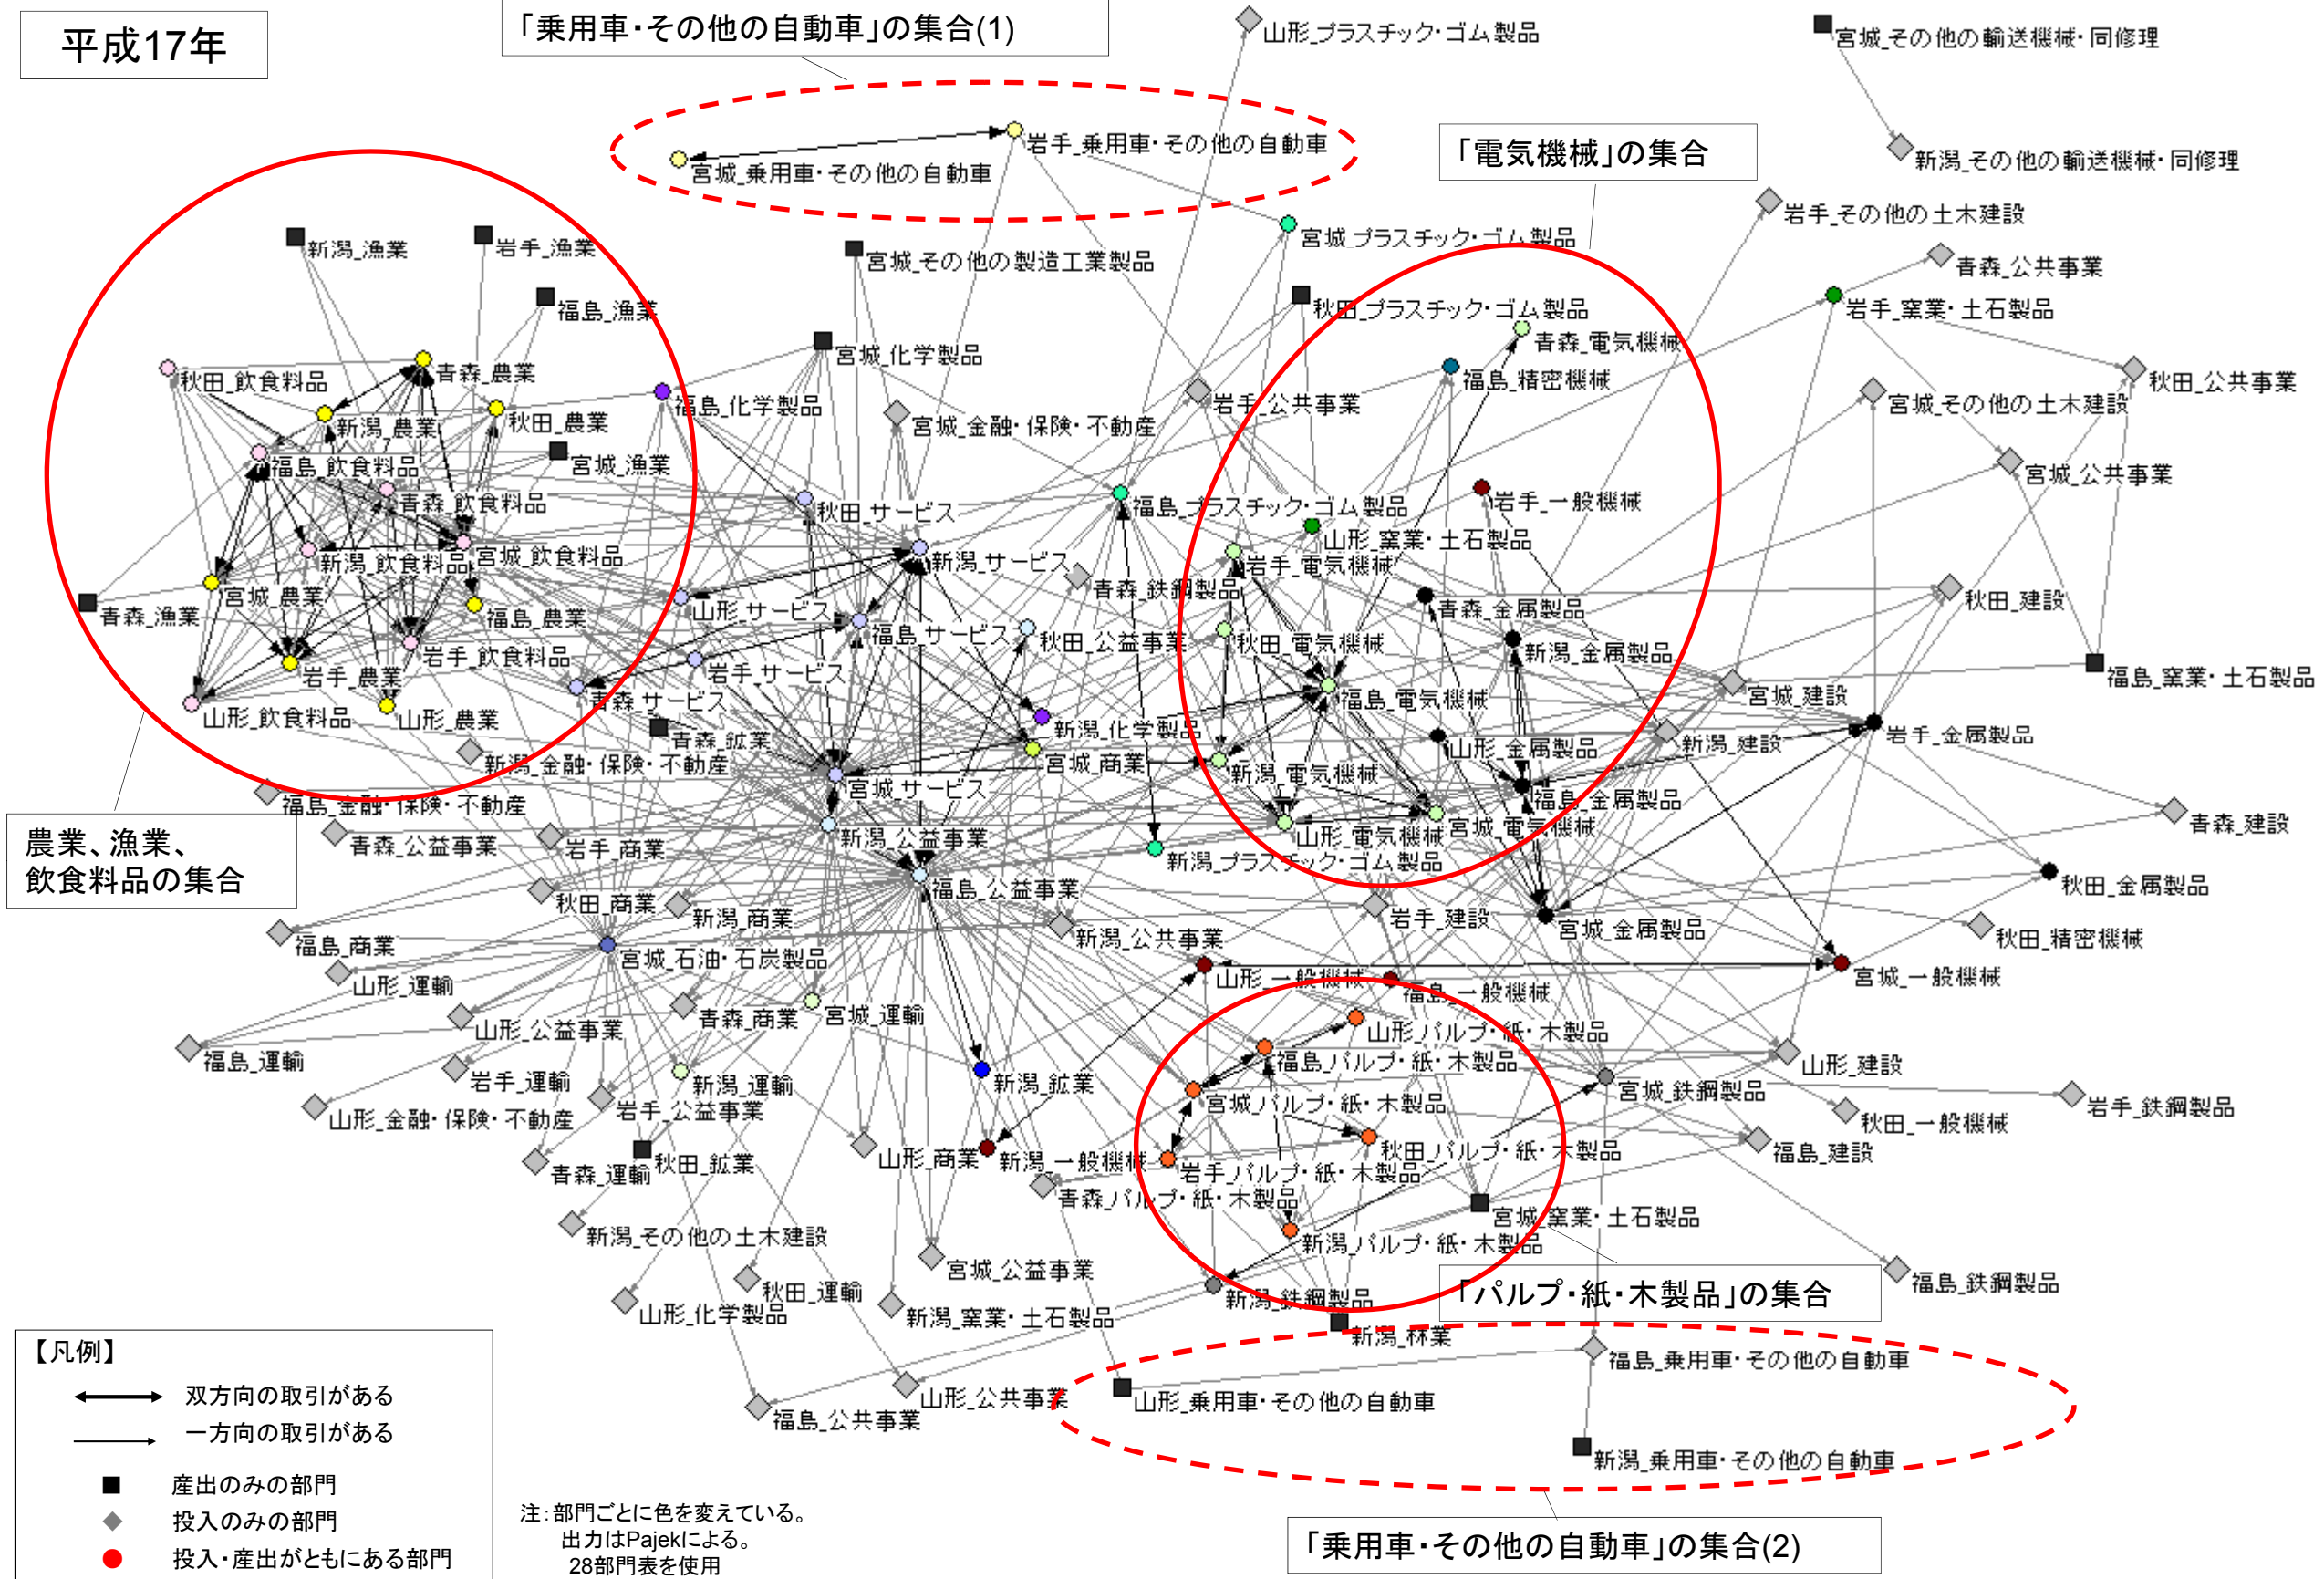 平成17年
「乗用車・その他の自動車」の集合(1)
山形_プラスチック・ゴム製品
宮城_その他の輸送機械・同修理
岩手_乗用車・その他の自動車
「電気機械」の集合
新潟_その他の輸送機械・同修理
宮城_乗用車・その他の自動車
岩手_その他の土木建設
新潟_漁業
岩手_漁業
宮城_プラスチック・ゴム製品
宮城_その他の製造工業製品
青森_公共事業
福島_漁業
秋田_プラスチック・ゴム製品
岩手_窯業・土石製品
青森_電気機械
宮城_化学製品
秋田_飲食料品
青森_農業
福島_精密機械
秋田_公共事業
福島_化学製品
岩手_公共事業
宮城_その他の土木建設
新潟_農業
秋田_農業
宮城_金融・保険・不動産
福島_飲食料品
宮城_漁業
宮城_公共事業
青森_飲食料品
秋田_サービス
福島_プラスチック・ゴム製品
岩手_一般機械
山形_窯業・土石製品
新潟_飲食料品
宮城_飲食料品
新潟_サービス
岩手_電気機械
青森_鉄鋼製品
宮城_農業
青森_漁業
福島_農業
山形_サービス
青森_金属製品
秋田_建設
福島_サービス
秋田_公益事業
秋田_電気機械
岩手_農業
岩手_飲食料品
岩手_サービス
新潟_金属製品
福島_窯業・土石製品
山形_飲食料品
山形_農業
青森_サービス
福島_電気機械
宮城_建設
青森_鉱業
新潟_化学製品
山形_金属製品
新潟_建設
岩手_金属製品
新潟_金融・保険・不動産
宮城_商業
新潟_電気機械
福島_金融・保険・不動産
宮城_サービス
福島_金属製品
農業、漁業、
飲食料品の集合
青森_公益事業
岩手_商業
新潟_公益事業
山形_電気機械
宮城_電気機械
青森_建設
新潟_プラスチック・ゴム製品
秋田_商業
新潟_商業
福島_公益事業
秋田_金属製品
岩手_建設
宮城_金属製品
福島_商業
新潟_公共事業
秋田_精密機械
宮城_石油・石炭製品
山形_運輸
山形_一般機械
福島_一般機械
宮城_一般機械
山形_公益事業
青森_商業
宮城_運輸
山形_パルプ・紙・木製品
福島_運輸
福島_パルプ・紙・木製品
山形_建設
岩手_運輸
新潟_運輸
新潟_鉱業
宮城_鉄鋼製品
山形_金融・保険・不動産
岩手_公益事業
宮城_パルプ・紙・木製品
秋田_一般機械
岩手_鉄鋼製品
青森_運輸
秋田_鉱業
山形_商業
新潟_一般機械
岩手_パルプ・紙・木製品
秋田_パルプ・紙・木製品
福島_建設
青森_パルプ・紙・木製品
新潟_その他の土木建設
宮城_窯業・土石製品
新潟_パルプ・紙・木製品
宮城_公益事業
秋田_運輸
福島_鉄鋼製品
山形_化学製品
新潟_窯業・土石製品
新潟_鉄鋼製品
「パルプ・紙・木製品」の集合
新潟_林業
福島_乗用車・その他の自動車
山形_公共事業
山形_乗用車・その他の自動車
福島_公共事業
新潟_乗用車・その他の自動車
【凡例】
双方向の取引がある
一方向の取引がある
産出のみの部門
投入のみの部門
投入・産出がともにある部門
注:部門ごとに色を変えている。
出力はPajekによる。
28部門表を使用
「乗用車・その他の自動車」の集合(2)